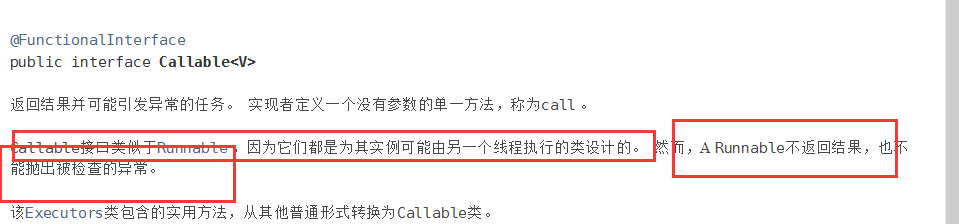 @FunctionalInterface
public interface Callable<V>
返回结果并可能引发异常的任务。 实现者定义一个没有参数的单一方法，称为call 。
Callable接口类似于Runnable ，因为它们都是为其实例可能由另一个线程执行的类设计的。 然而，A Runnable不返回结果，也不
能抛出被检查的异常。
该Executors类包含的实用方法，从其他普通形式转换为Callable类。